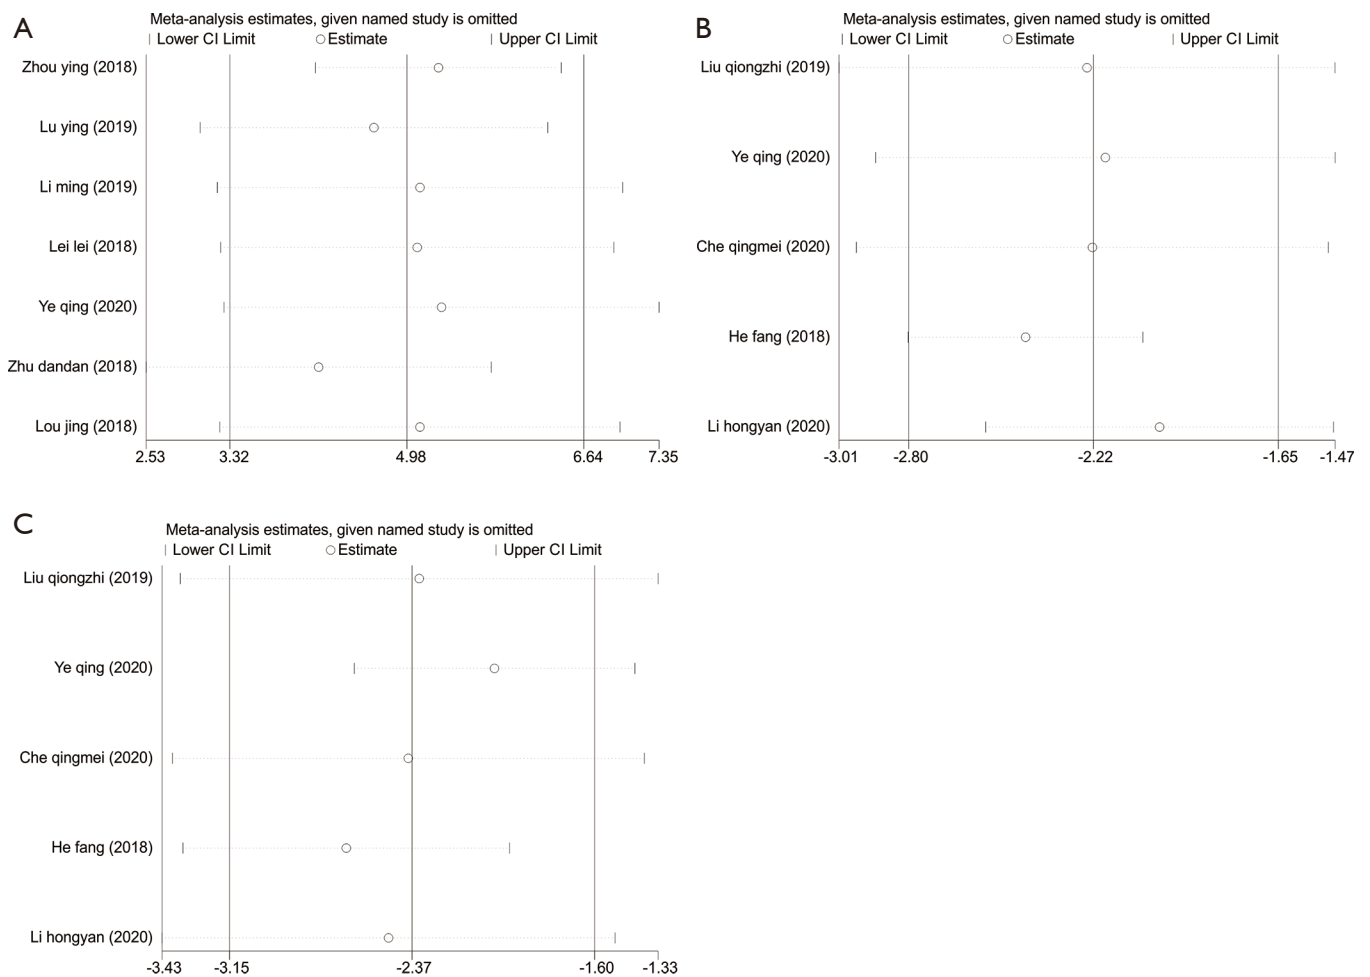 A
Meta-analysis estimates, given named study is omitted
Lower CI Limit Estimate Upper CI Limit
Zhou ying (2018)
Lu ying (2019)
Li ming (2019)
Lei lei (2018)
Ye qing (2020)
Zhu dandan (2018)
Lou jing (2018)
2.53 3.32 4.98 6.64 7.35
B
Meta-analysis estimates, given named study is omitted
Lower CI Limit Estimate Upper CI Limit
Liu qiongzhi (2019)
Ye qing (2020)
Che qingmei (2020)
He fang (2018)
Li hongyan (2020)
-3.01 -2.80 -2.22 -1.65 -1.47
C
Meta-analysis estimates, given named study is omitted
Lower CI Limit Estimate Upper CI Limit
Liu qiongzhi (2019)
Ye qing (2020)
Che qingmei (2020)
He fang (2018)
Li hongyan (2020)
-3.43 -3.15 -2.37 -1.60 -1.33